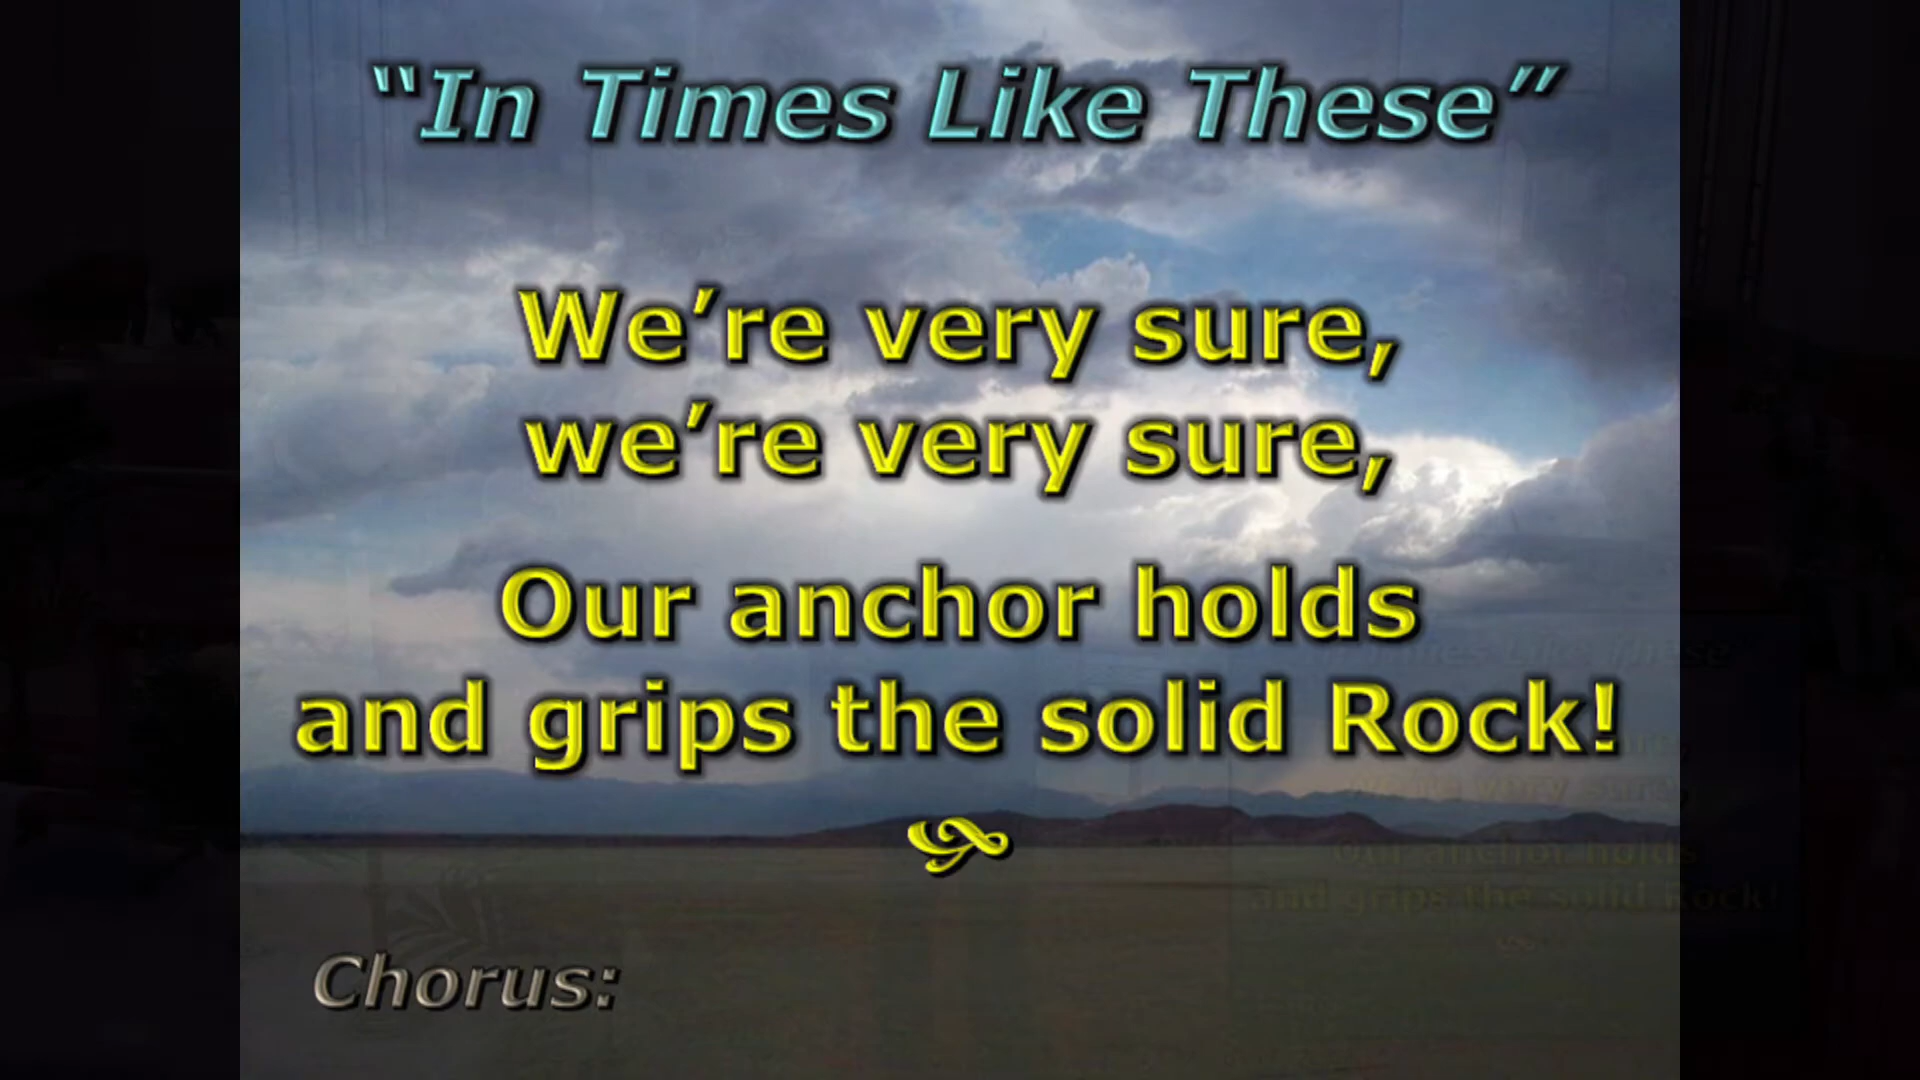 “In Times Like These”
We’re very sure,
we’re very sure,
Our anchor holds
and grips the solid Rock!
Chorus: